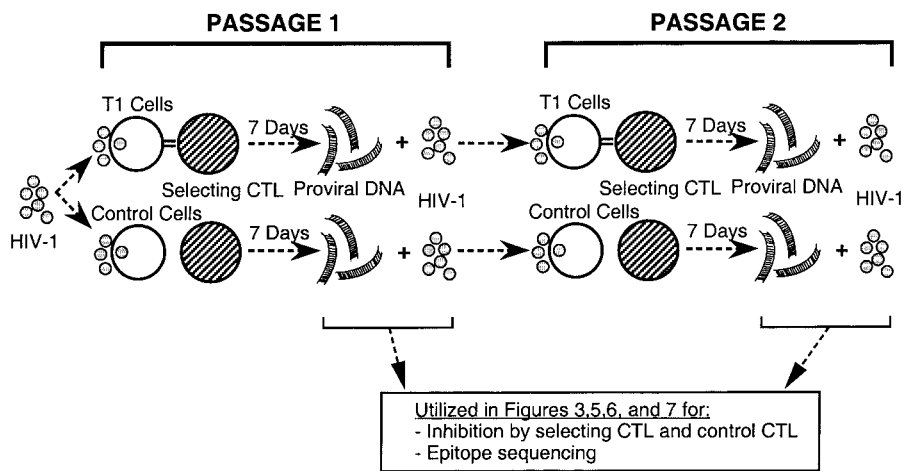 PASSAGE 1
PASSAGE 2
T1 Cells
7 Days
+
T1 Cells
7 Days
+
HIV-1
Selecting CTL
Proviral DNA
HIV-1
Selecting CTL
Proviral DNA
HIV-1
Control Cells
7 Days
+
Control Cells
7 Days
+
Utilized in Figures 3,5,6, and 7 for:
- Inhibition by selecting CTL and control CTL
- Epitope sequencing